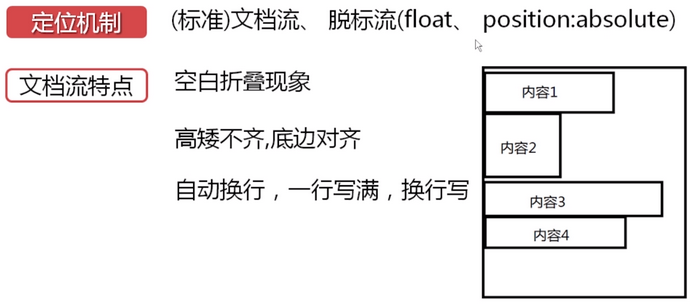 定位机制
(标准)文档流、 脱标流(float、 position:absolute)
文档流特点
空白折叠现象
高矮不齐,底边对齐
自动换行，一行写满，换行写
内容1
内容2
内容3
内容4